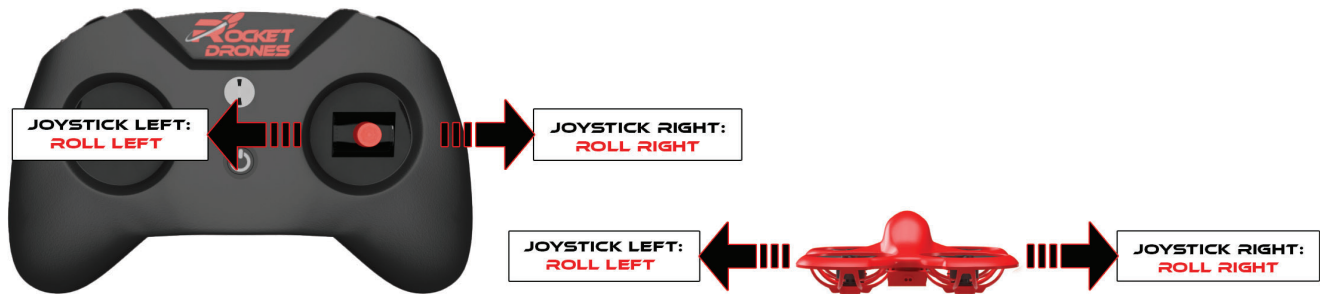 ROCKET
DRONES
JOYSTICK LEFT:
ROLL LEFT
JOYSTICK RIGHT:
ROLL RIGHT
JOYSTICK LEFT:
ROLL LEFT
JOYSTICK RIGHT:
ROLL RIGHT